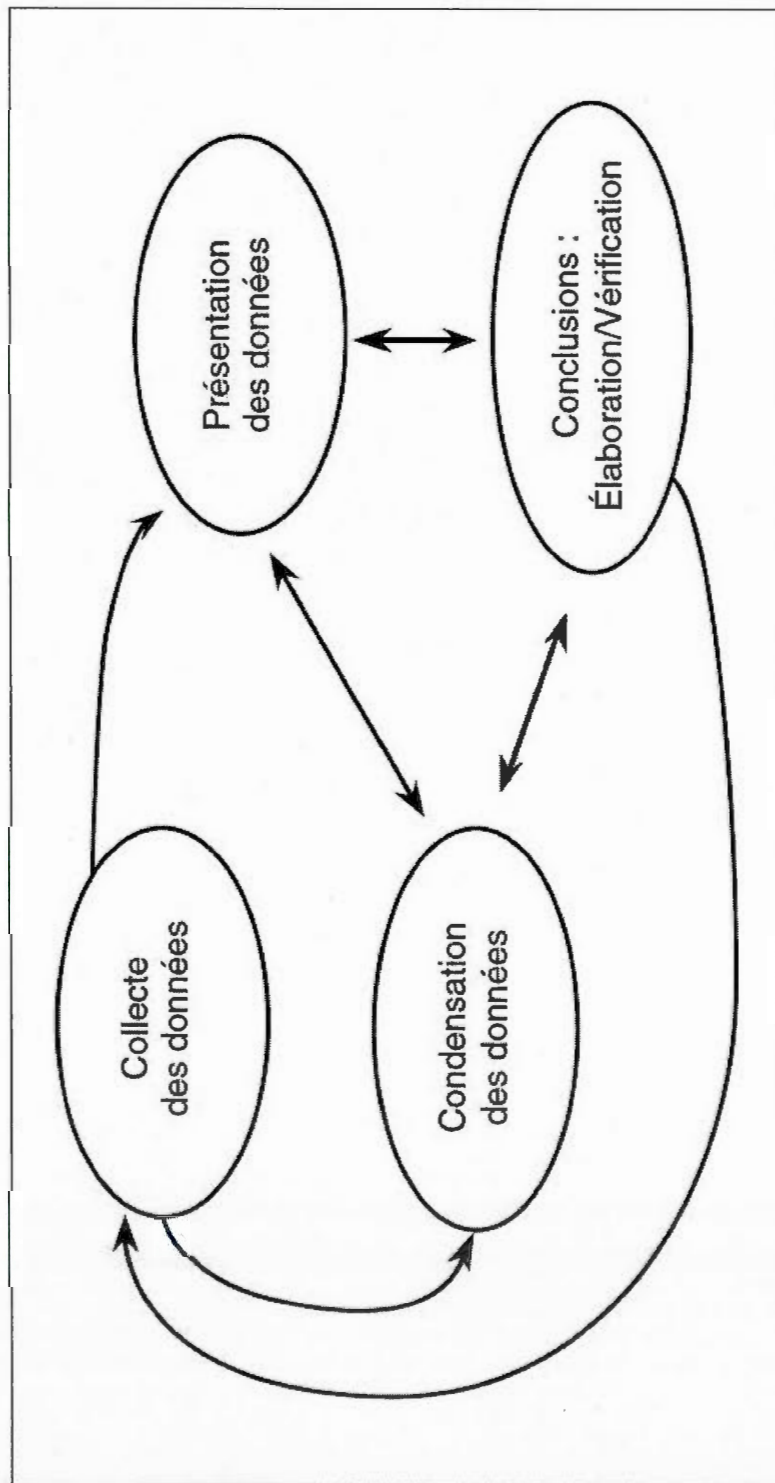 Collecte
des données
Présentation
des données
Condensation
des données
Conclusions :
Élaboration/Vérification